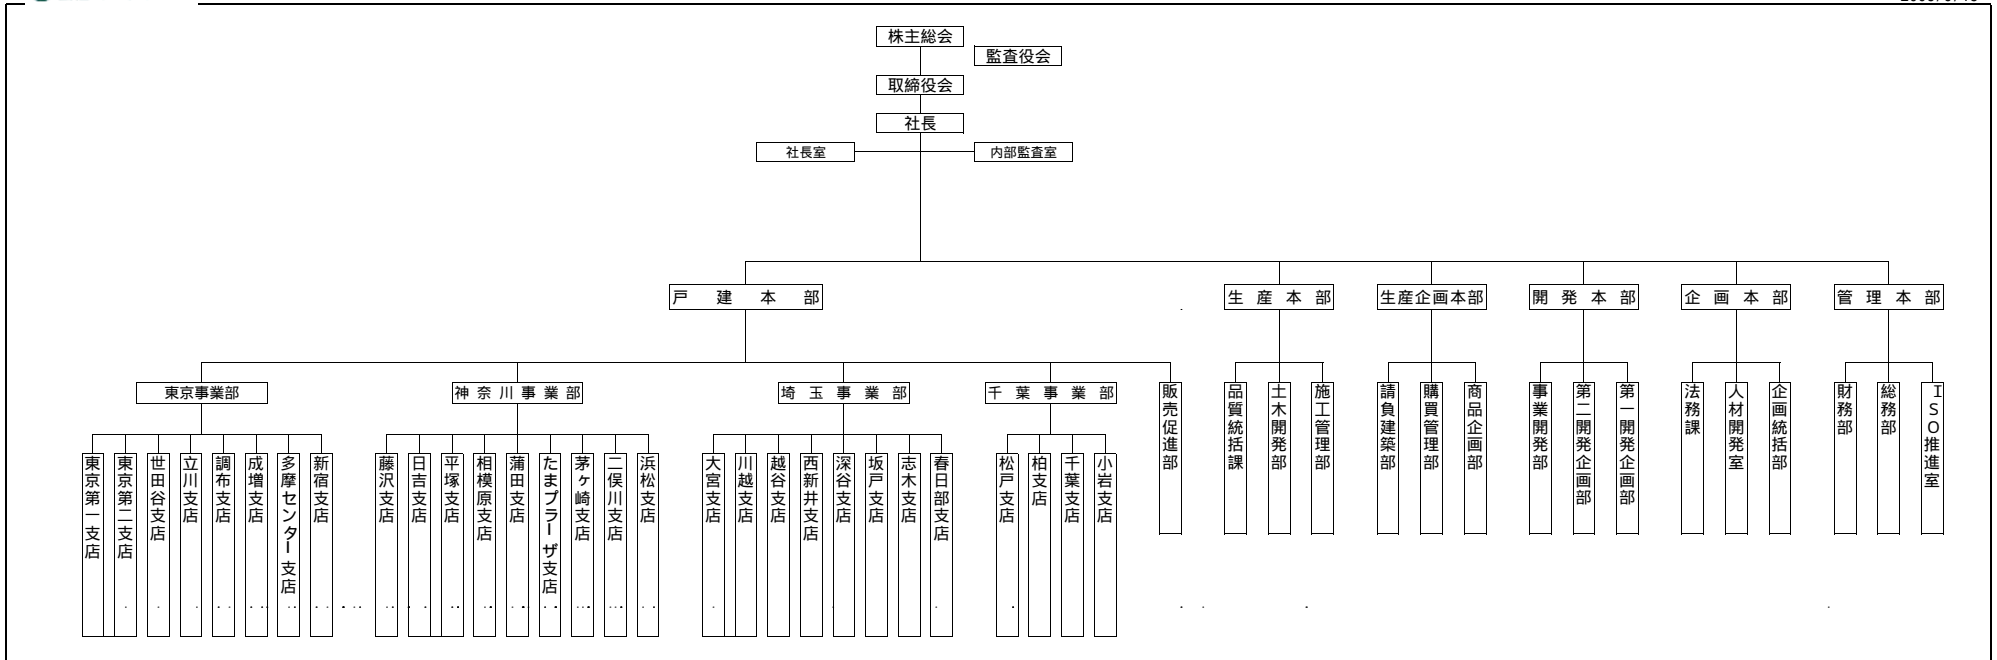 株主総会
監査役会
取締役会
社長
社長室
内部監査室
戸建本部
生産本部
生産企画本部
開発本部
企画本部
管理本部
東京事業部
神奈川事業部
埼玉事業部
千葉事業部
販売促進部
品質統括課
土木開発部
施工管理部
請負建築部
購買管理部
商品企画部
事業開発部
第二開発企画部
第一開発企画部
法務課
人材開発室
企画統括部
財務部
総務部
ISO推進室
東京第一支店
東京第二支店
世田谷支店
立川支店
調布支店
成増支店
多摩センター支店
新宿支店
藤沢支店
日吉支店
平塚支店
相模原支店
蒲田支店
たまプラーザ支店
茅ヶ崎支店
二俣川支店
浜松支店
大宮支店
川越支店
越谷支店
西新井支店
深谷支店
坂戸支店
志木支店
春日部支店
松戸支店
柏支店
千葉支店
小岩支店